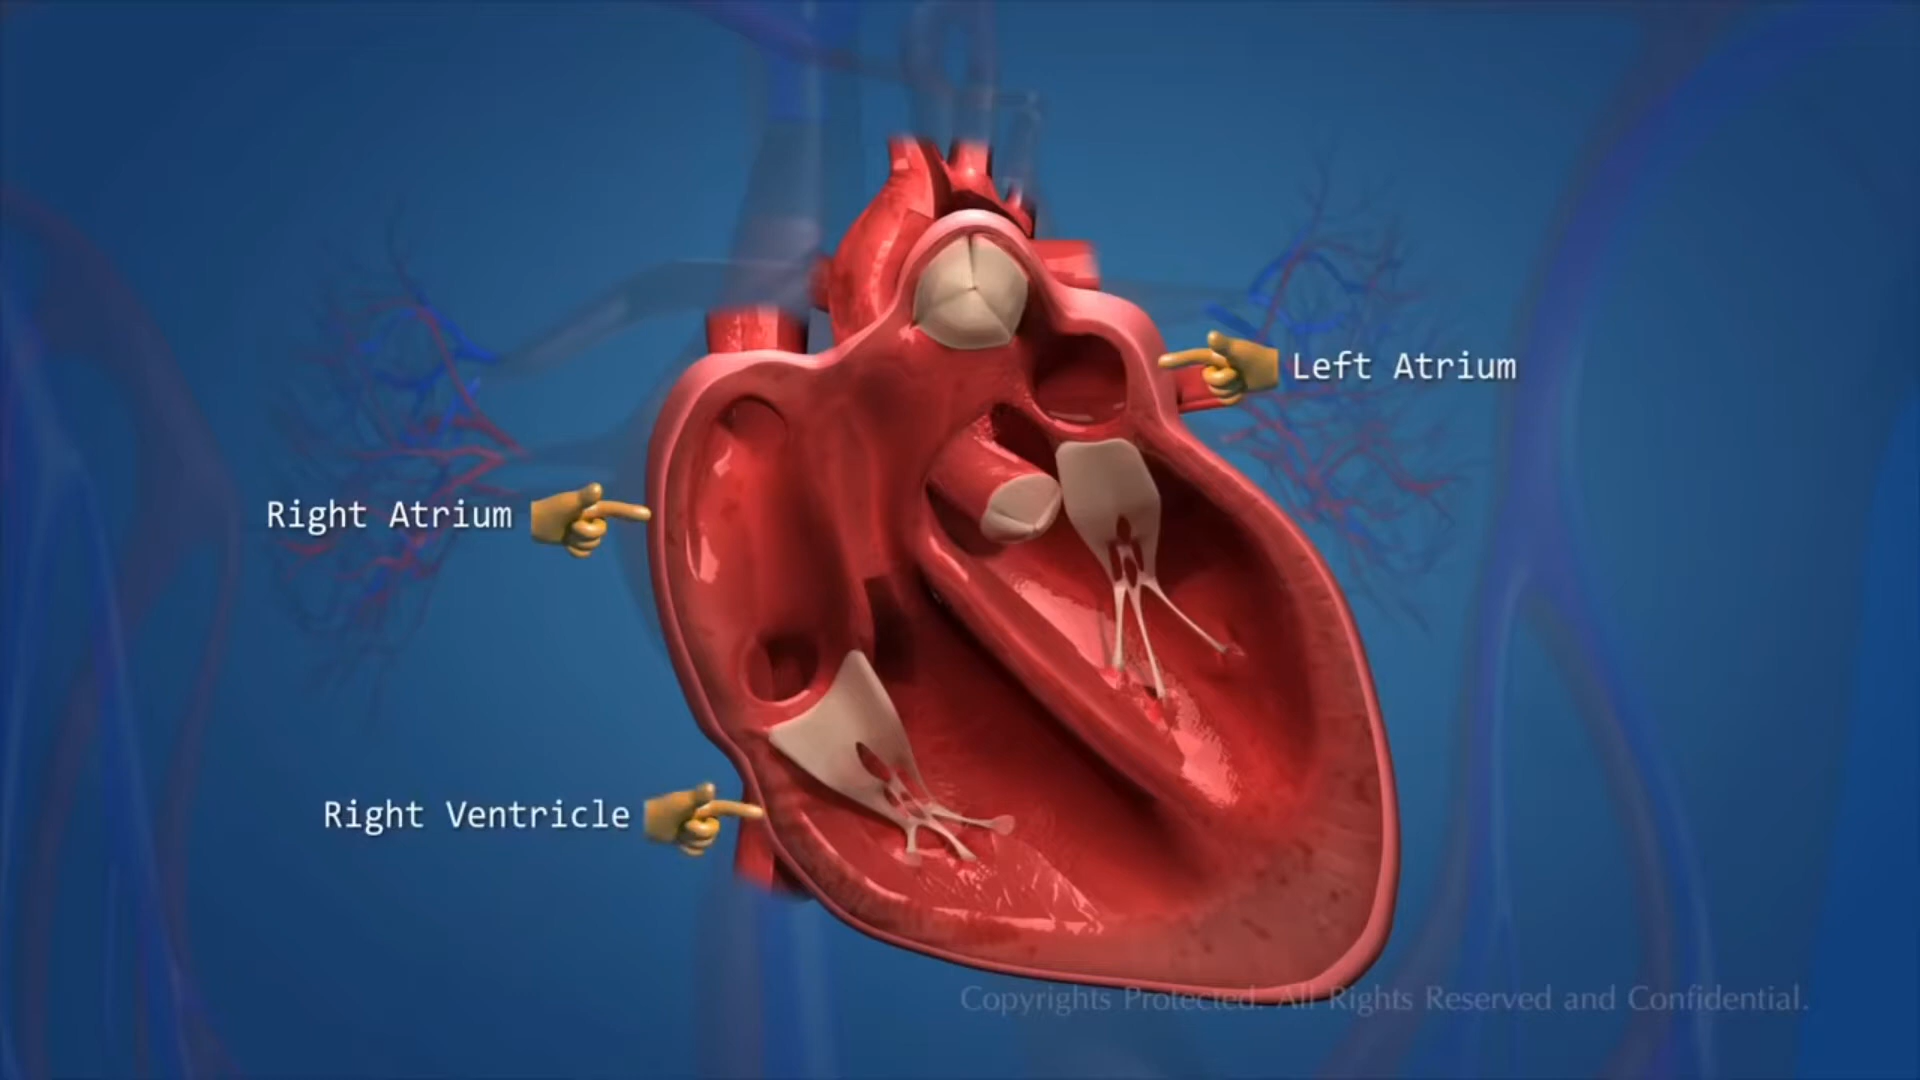 Left Atrium
Right Atrium
Right Ventricle
Copyrights Protected. All Rights Reserved and Confidential.